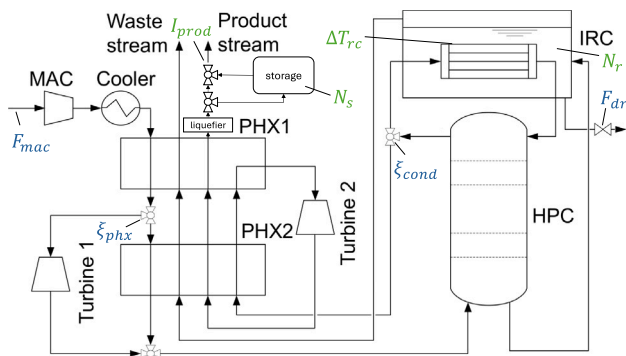 Waste
stream
I_prod
Product
stream
ΔT_rc
IRC
N_r
storage
MAC
Cooler
N_s
F_mac
liquefier
PHX1
F_dr
ξ_cond
ξ_phx
PHX2
Turbine 2
HPC
Turbine 1